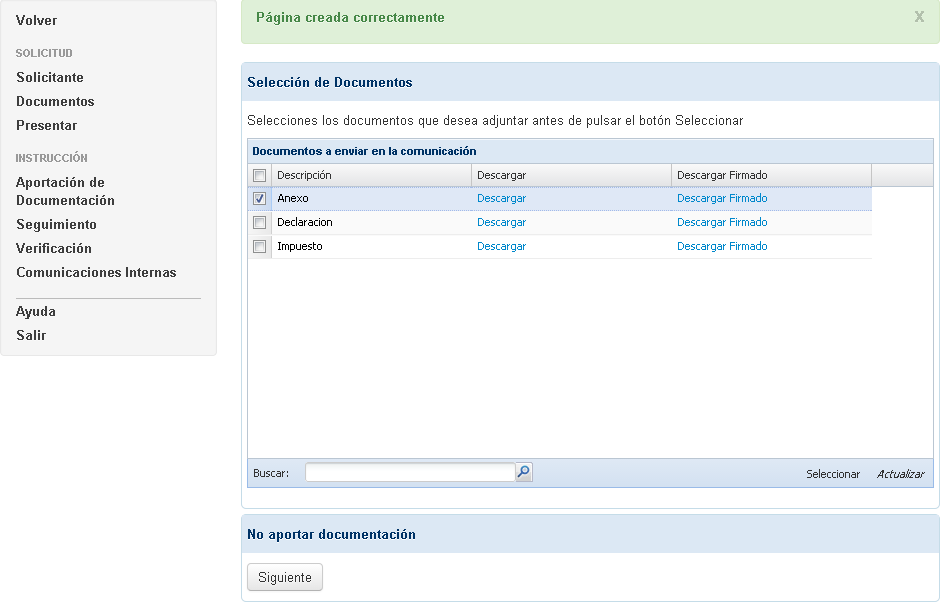 Volver
SOLICITUD
Solicitante
Documentos
Presentar
INSTRUCCIÓN
Aportación de
Documentación
Seguimiento
Verificación
Comunicaciones Internas
Ayuda
Salir
Página creada correctamente X
Selección de Documentos
Selecciones los documentos que desea adjuntar antes de pulsar el botón Seleccionar
Documentos a enviar en la comunicación
Descripción Descargar Descargar Firmado
Anexo Descargar Descargar Firmado
Declaracion Descargar Descargar Firmado
Impuesto Descargar Descargar Firmado
Buscar: Seleccionar Actualizar
No aportar documentación
Siguiente